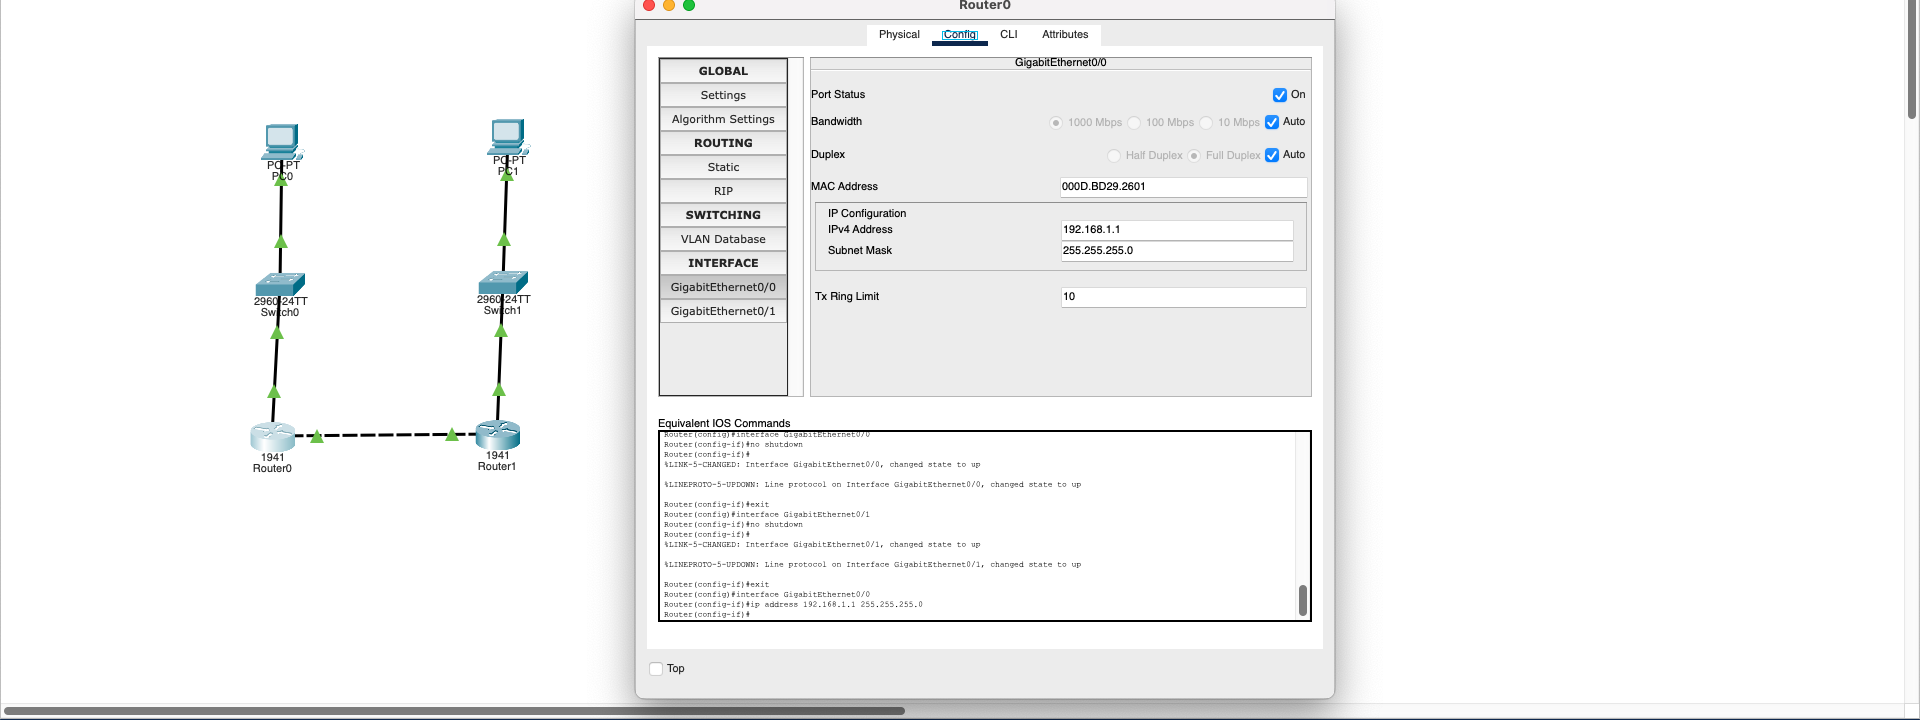 Router0
Physical
Config
CLI
Attributes
GLOBAL
Settings
Algorithm Settings
ROUTING
Static
RIP
SWITCHING
VLAN Database
INTERFACE
GigabitEthernet0/0
GigabitEthernet0/1
GigabitEthernet0/0
Port Status
On
Bandwidth
1000 Mbps
100 Mbps
10 Mbps
Auto
Duplex
Half Duplex
Full Duplex
Auto
MAC Address
000D.BD29.2601
IP Configuration
IPv4 Address
192.168.1.1
Subnet Mask
255.255.255.0
Tx Ring Limit
10
Equivalent IOS Commands
Router(config)#interface GigabitEthernet0/0
Router(config-if)#no shutdown
Router(config-if)#
%LINK-5-CHANGED: Interface GigabitEthernet0/0, changed state to up
%LINEPROTO-5-UPDOWN: Line protocol on Interface GigabitEthernet0/0, changed state to up
Router(config-if)#exit
Router(config)#interface GigabitEthernet0/1
Router(config-if)#no shutdown
Router(config-if)#
%LINK-5-CHANGED: Interface GigabitEthernet0/1, changed state to up
%LINEPROTO-5-UPDOWN: Line protocol on Interface GigabitEthernet0/1, changed state to up
Router(config-if)#exit
Router(config)#interface GigabitEthernet0/0
Router(config-if)#ip address 192.168.1.1 255.255.255.0
Router(config-if)#
Top
PC-PT
PC0
PC-PT
PC1
2960-24TT
Switch0
2960-24TT
Switch1
1941
Router0
1941
Router1